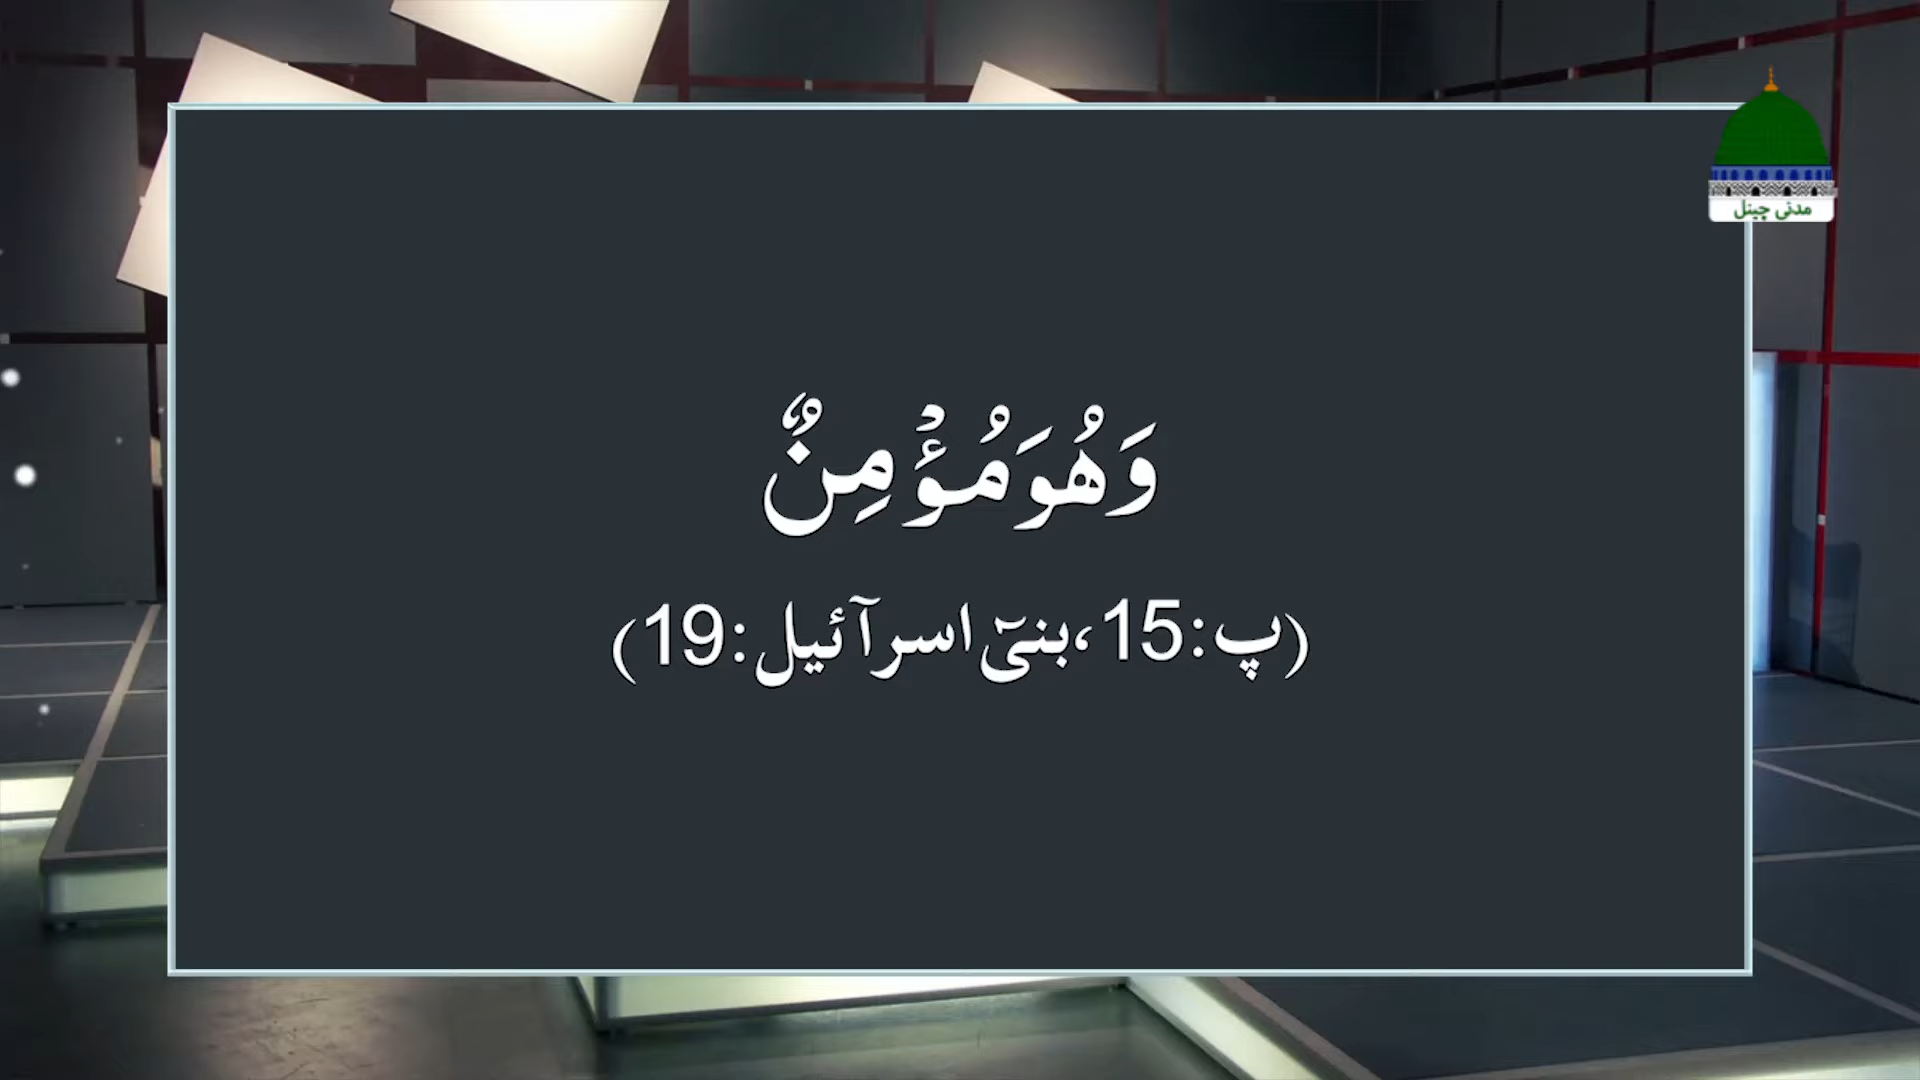 وَهُوَ مُؤْمِنٌ
(پ:15، بنیٓ اسرآئیل:19)
مدنی چینل